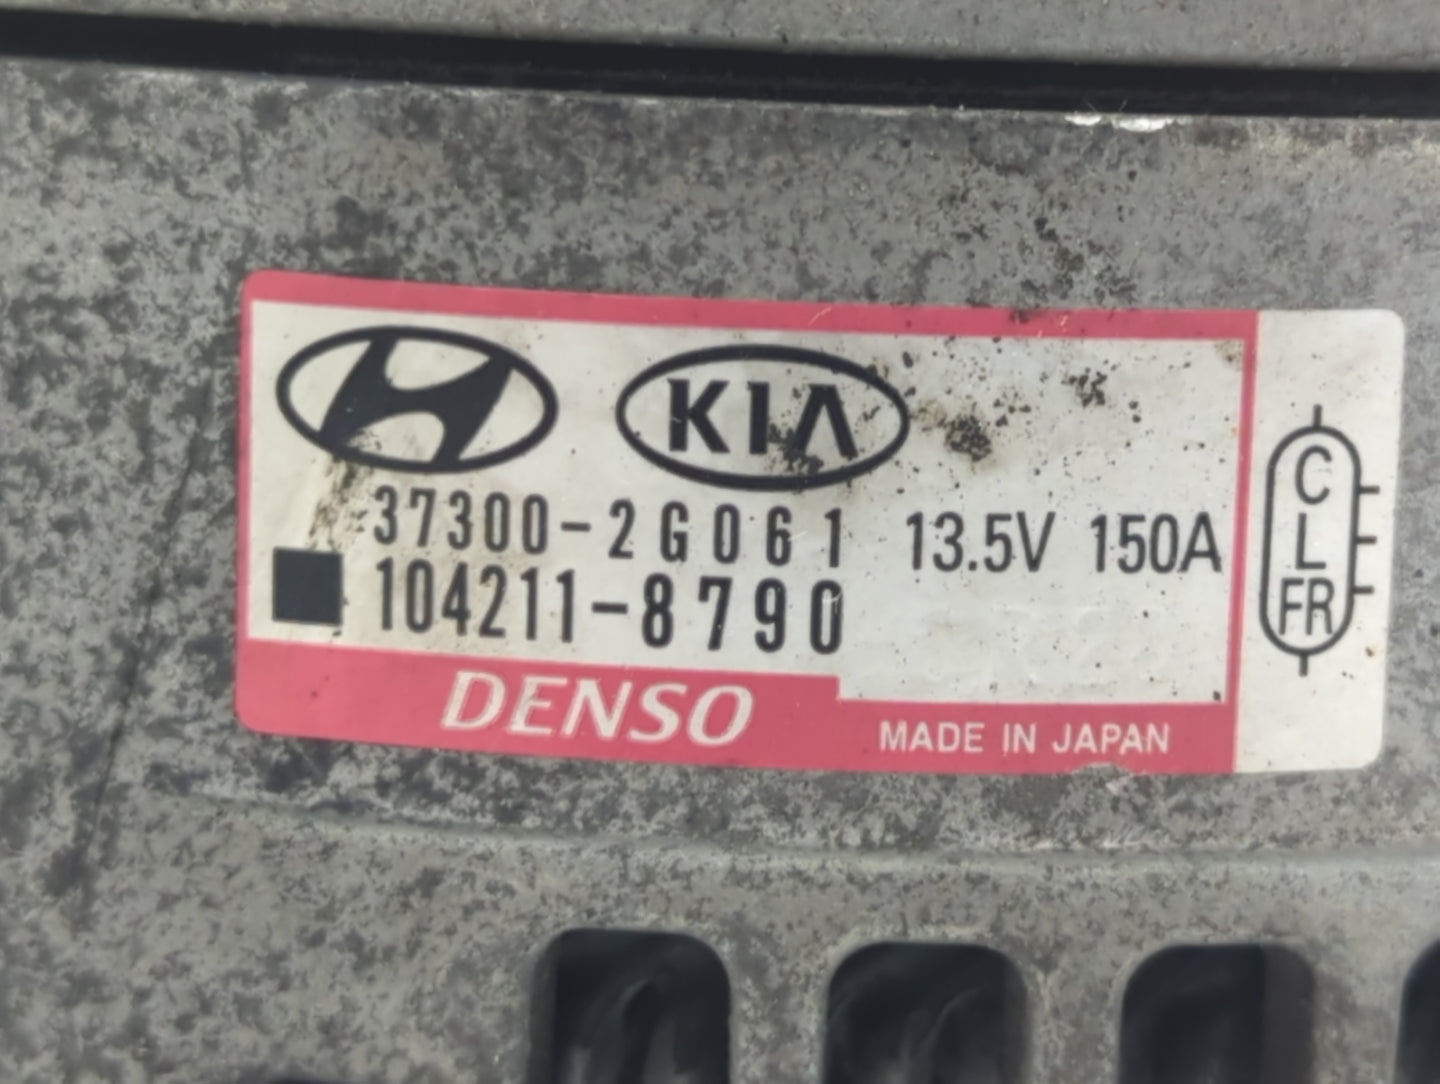 KIA
37300-2G061 13.5V 150A
104211-8790
DENSO
MADE IN JAPAN
C
L
FR